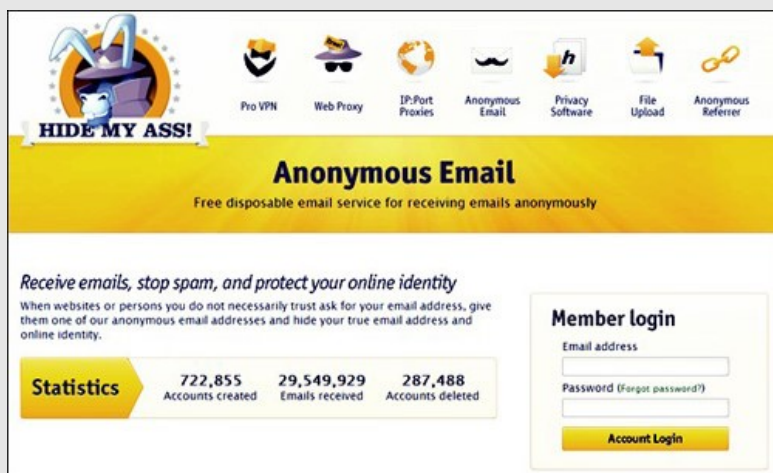 HIDE MY ASS!
Pro VPN
Web Proxy
IP:Port
Proxies
Anonymous
Email
Privacy
Software
File
Upload
Anonymous
Referrer
Anonymous Email
Free disposable email service for receiving emails anonymously
Receive emails, stop spam, and protect your online identity
When websites or persons you do not necessarily trust ask for your email address, give
them one of our anonymous email addresses and hide your true email address and
online identity.
Statistics
722,855
Accounts created
29,549,929
Emails received
287,488
Accounts deleted
Member login
Email address
Password (Forgot password?)
Account Login